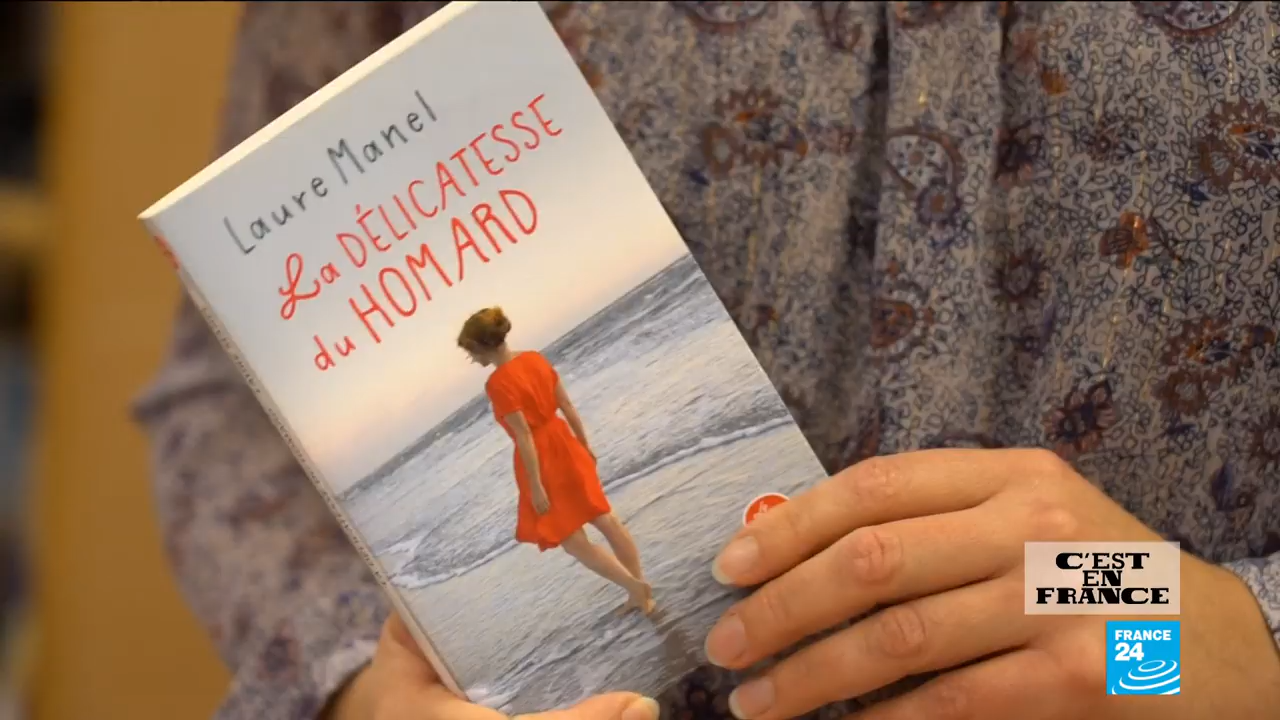 Laure Manel
La DÉLICATESSE
du HOMARD
C'EST
EN
FRANCE
FRANCE
24